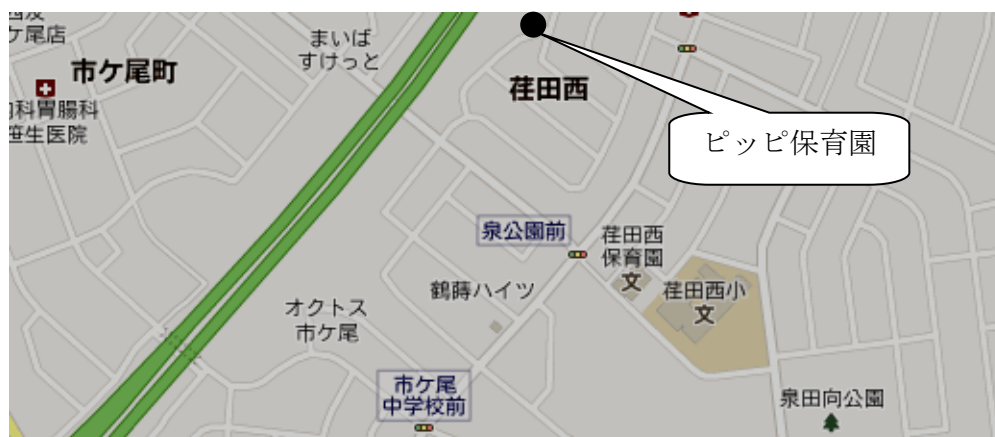 ケ尾店
市ケ尾町
科胃腸科
笹生医院
まいば
すけっと
荏田西
ピッピ保育園
泉公園前
荏田西
保育園
文
荏田西小
文
鶴蒔ハイツ
オクトス
市ケ尾
市ケ尾
中学校前
泉田向公園